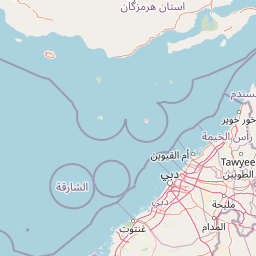 استان هرمزگان
مسندم
خور خوير
رأس الخيمة
أم القيوين
Tawyee
الطويين
دبي
الشارقة
دبي
مليحة
المدام
غنتوت